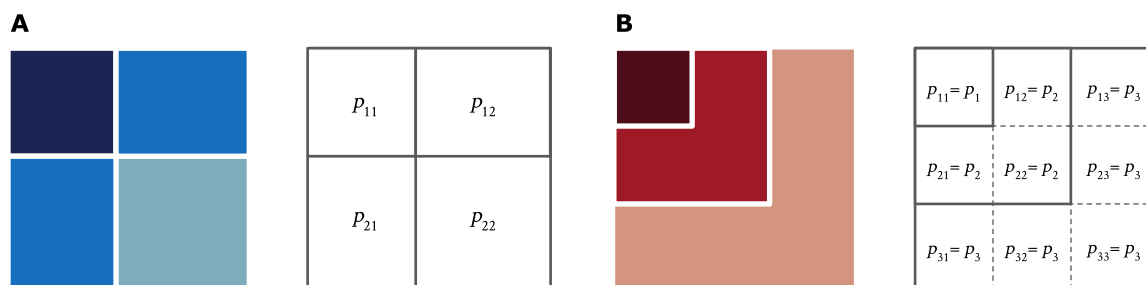 A B
p11 p12
p21 p22
p11= p1 p12= p2 p13= p3
p21= p2 p22= p2 p23= p3
p31= p3 p32= p3 p33= p3